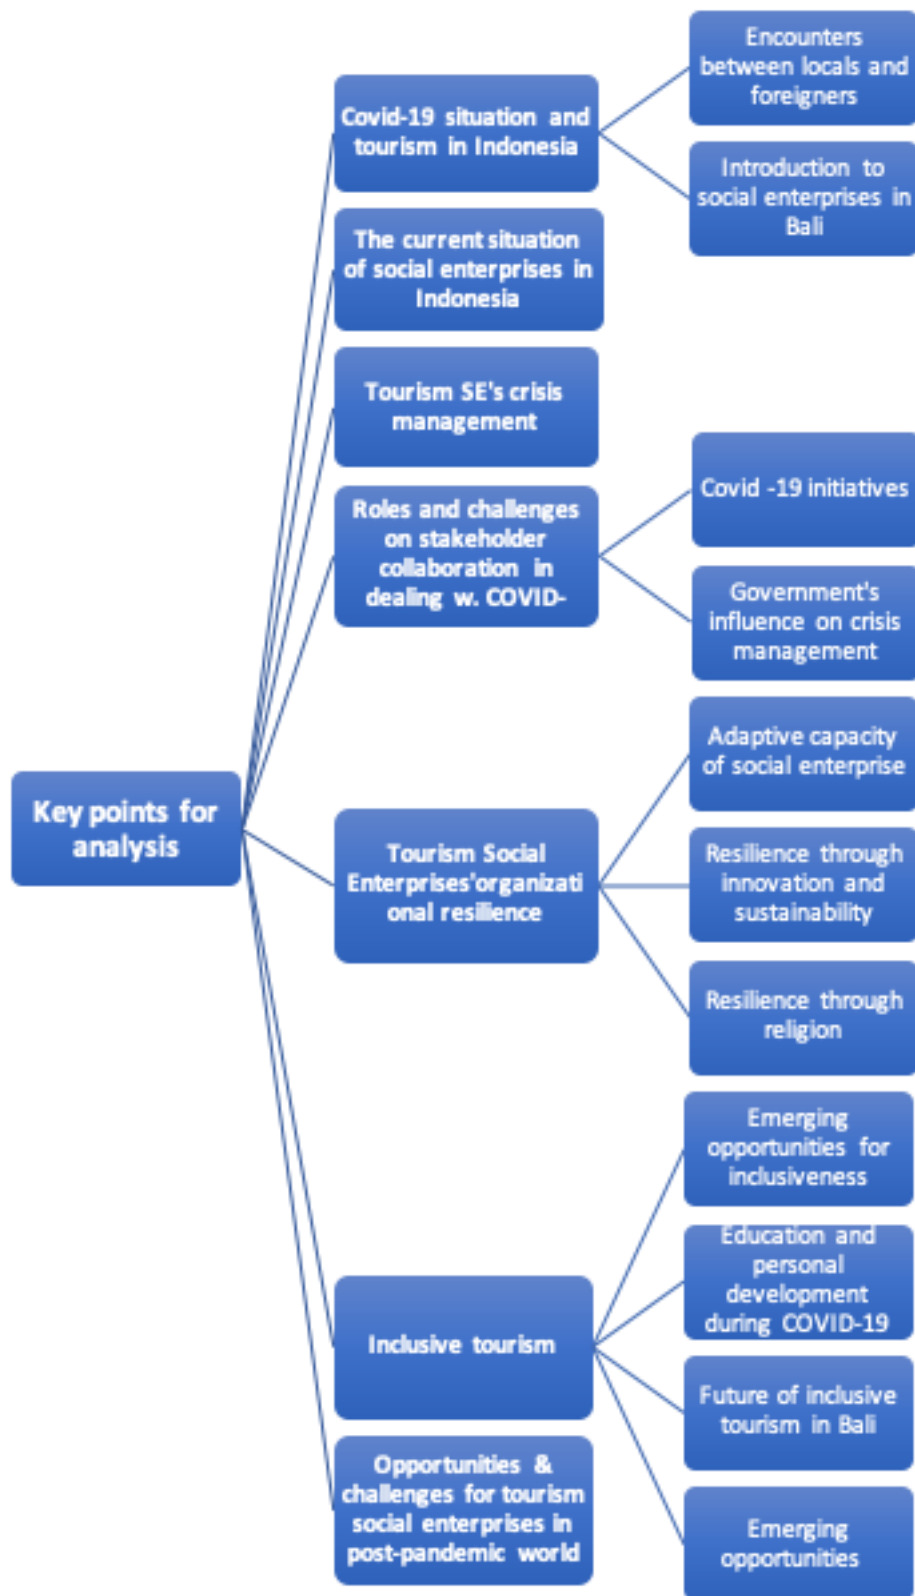 Key points for
analysis
Covid-19 situation and
tourism in Indonesia
Encounters
between locals and
foreigners
Introduction to
social enterprises in
Bali
The current situation
of social enterprises in
Indonesia
Tourism SE's crisis
management
Roles and challenges
on stakeholder
collaboration in
dealing w. COVID-
Covid -19 initiatives
Government's
influence on crisis
management
Tourism Social
Enterprises'organizati
onal resilience
Adaptive capacity
of social enterprise
Resilience through
innovation and
sustainability
Resilience through
religion
Inclusive tourism
Emerging
opportunities for
inclusiveness
Education and
personal
development
during COVID-19
Future of inclusive
tourism in Bali
Emerging
opportunities
Opportunities &
challenges for tourism
social enterprises in
post-pandemic world